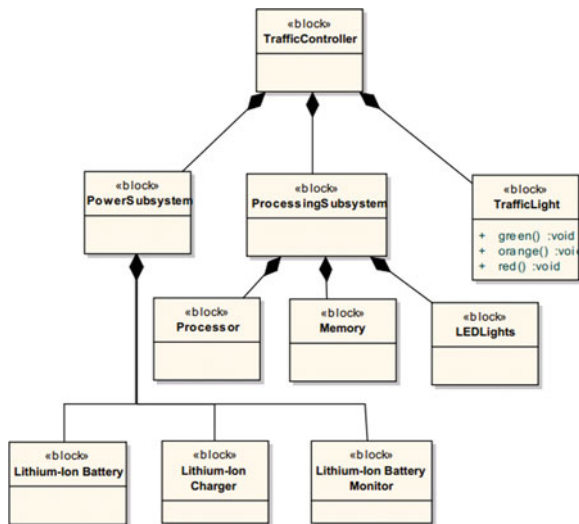 «block»
TrafficController
«block»
PowerSubsystem
«block»
ProcessingSubsystem
«block»
TrafficLight
+ green() :void
+ orange() :void
+ red() :void
«block»
Processor
«block»
Memory
«block»
LEDLights
«block»
Lithium-Ion Battery
«block»
Lithium-Ion
Charger
«block»
Lithium-Ion Battery
Monitor